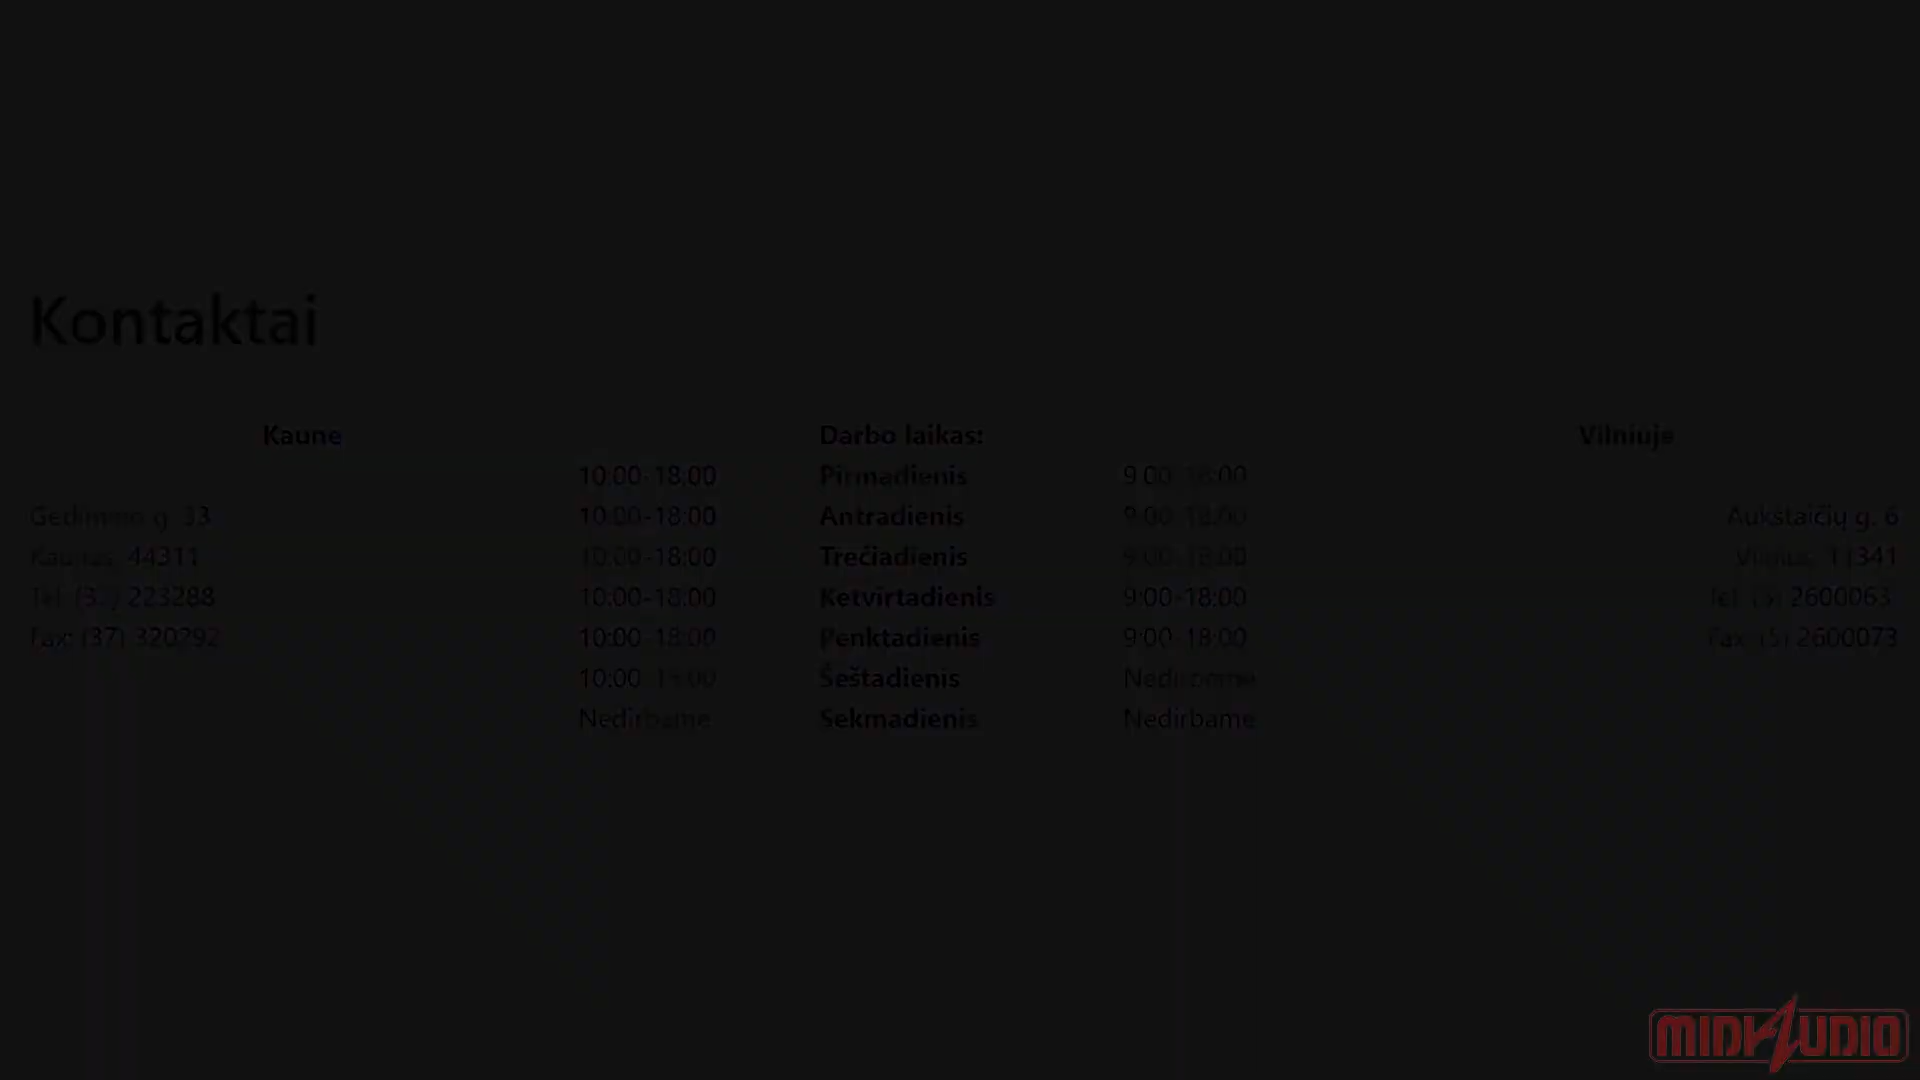 Kontaktai
Kaune Darbo laikas: Vilniuje
10:00-18:00 Pirmadienis 9:00-18:00
Gedimino g. 33 10:00-18:00 Antradienis 9:00-18:00 Aukštaičių g. 6
Kaunas, 44311 10:00-18:00 Trečiadienis 9:00-18:00 Vilnius, 11341
Tel: (37) 223288 10:00-18:00 Ketvirtadienis 9:00-18:00 Tel: (5) 2600063
Fax: (37) 320292 10:00-18:00 Penktadienis 9:00-18:00 Fax: (5) 2600073
10:00 Šeštadienis Nedirbame
Nedirbame Sekmadienis Nedirbame
MIDIAUDIO